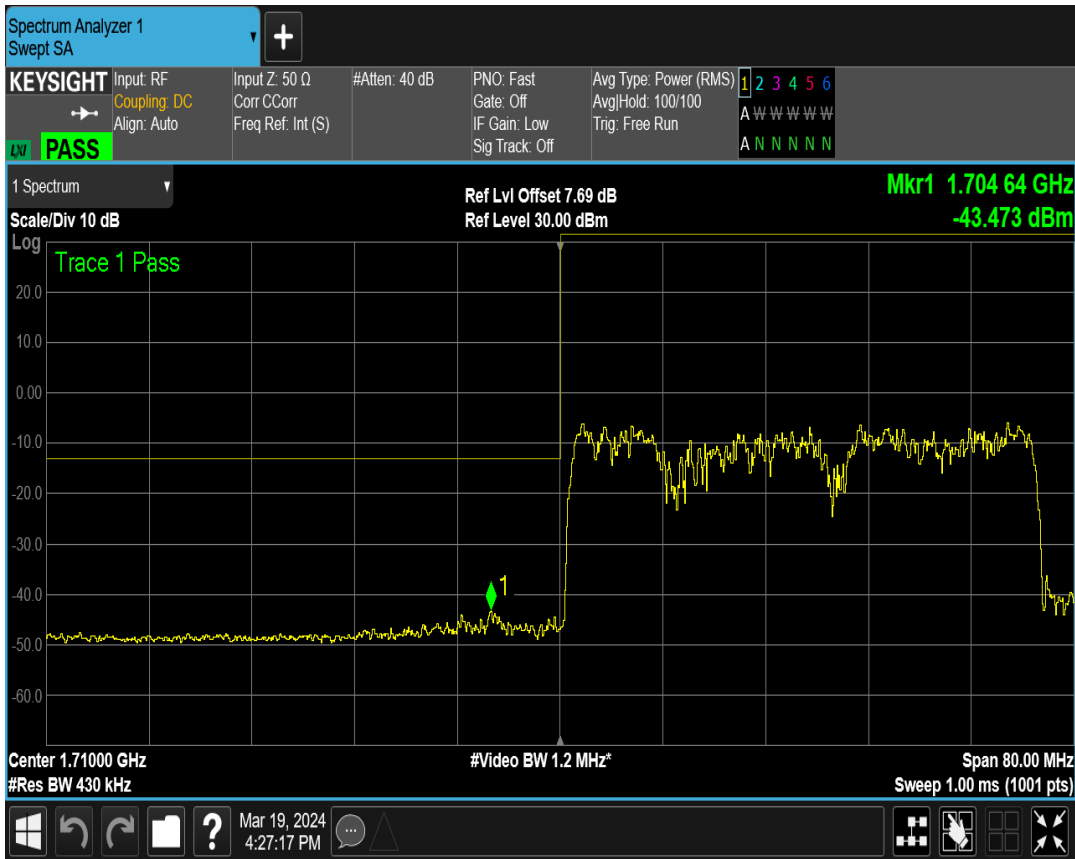 Spectrum Analyzer 1
Swept SA
+
KEYSIGHT
LXI PASS
Input: RF
Coupling: DC
Align: Auto
Input Z: 50 Ω
Corr CCorr
Freq Ref: Int (S)
#Atten: 40 dB
PNO: Fast
Gate: Off
IF Gain: Low
Sig Track: Off
Avg Type: Power (RMS)
Avg|Hold: 100/100
Trig: Free Run
1 2 3 4 5 6
A W W W W W
A N N N N N
1 Spectrum
Scale/Div 10 dB
Ref Lvl Offset 7.69 dB
Ref Level 30.00 dBm
Mkr1 1.704 64 GHz
-43.473 dBm
Log
Trace 1 Pass
20.0
10.0
0.00
-10.0
-20.0
-30.0
-40.0
1
-50.0
-60.0
Center 1.71000 GHz
#Res BW 430 kHz
#Video BW 1.2 MHz*
Span 80.00 MHz
Sweep 1.00 ms (1001 pts)
?
Mar 19, 2024
4:27:17 PM